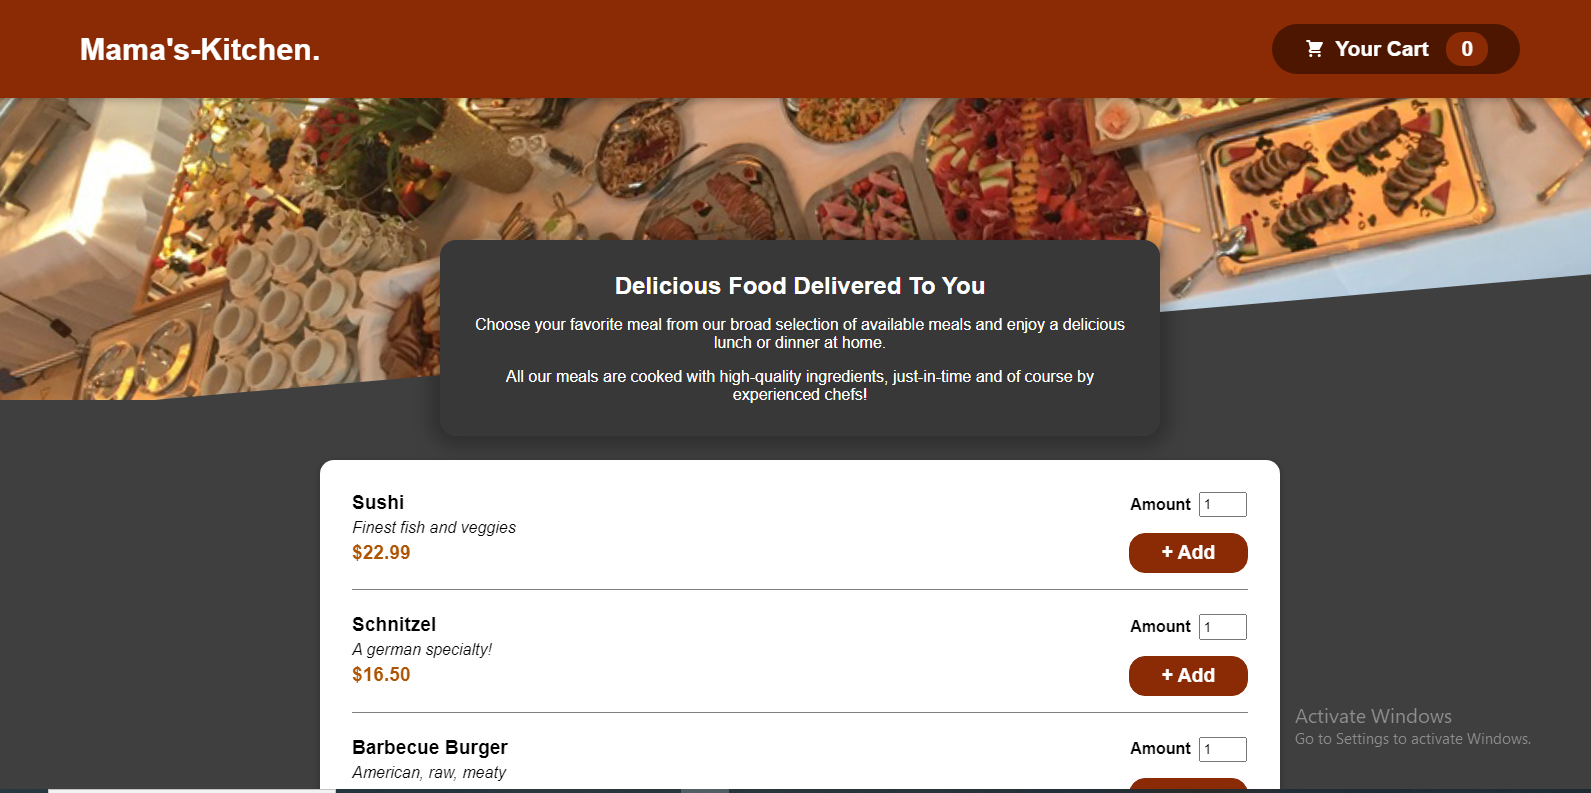 Mama's-Kitchen.
Your Cart 0
Delicious Food Delivered To You
Choose your favorite meal from our broad selection of available meals and enjoy a delicious
lunch or dinner at home.
All our meals are cooked with high-quality ingredients, just-in-time and of course by
experienced chefs!
Sushi
Finest fish and veggies
$22.99
Amount 1
+ Add
Schnitzel
A german specialty!
$16.50
Amount 1
+ Add
Barbecue Burger
American, raw, meaty
Amount 1
Activate Windows
Go to Settings to activate Windows.